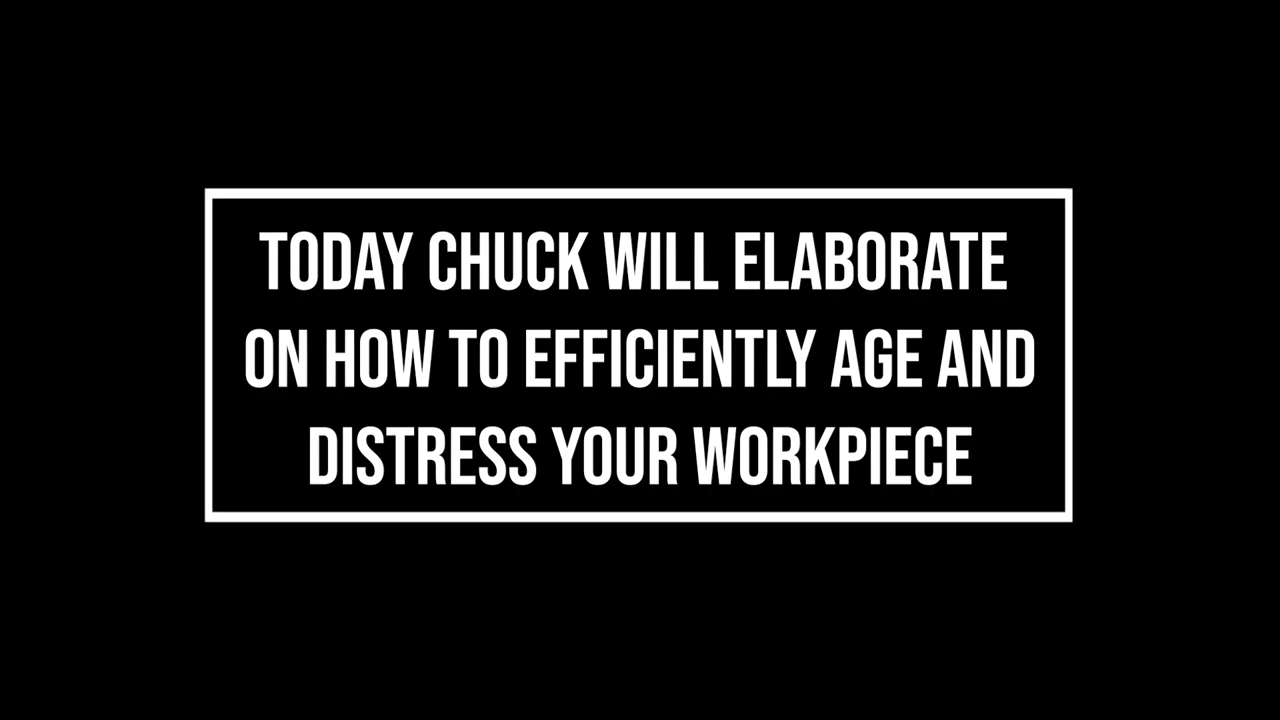 TODAY CHUCK WILL ELABORATE
ON HOW TO EFFICIENTLY AGE AND
DISTRESS YOUR WORKPIECE